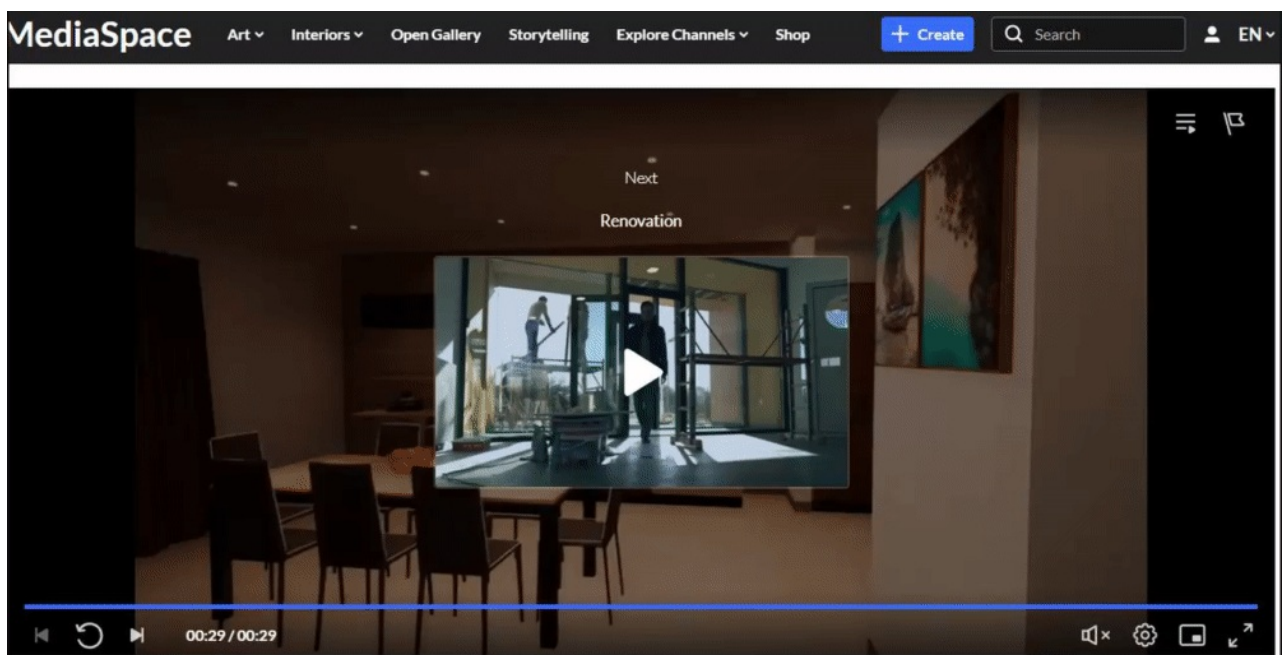 MediaSpace Art Interiors Open Gallery Storytelling Explore Channels Shop + Create Search EN
Next
Renovation
00:29 / 00:29